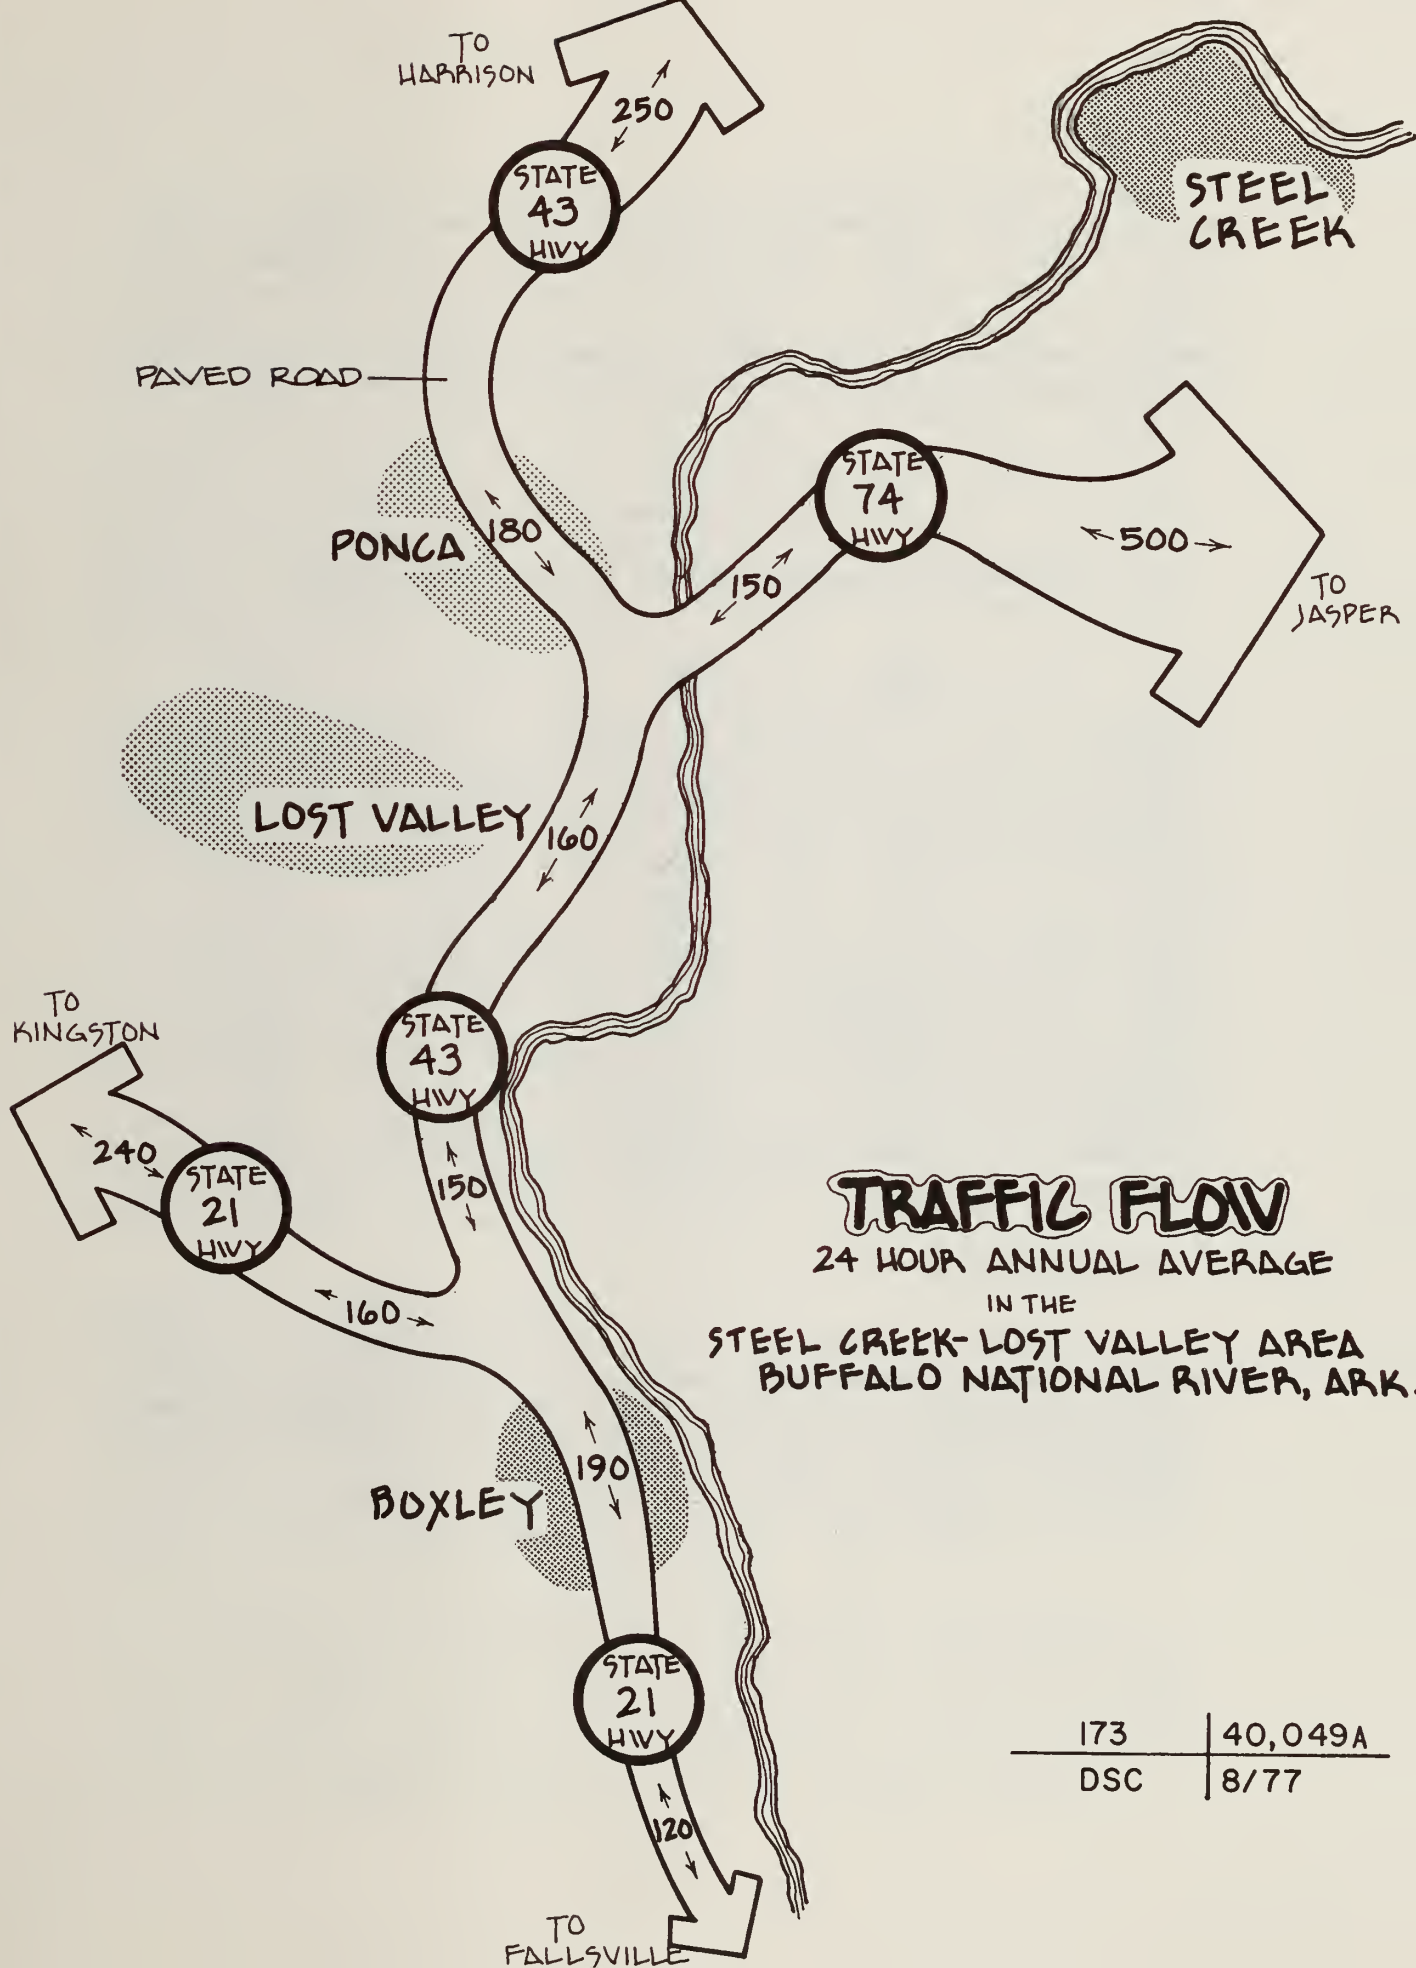 TO
HARRISON
250
STATE
43
HWY
STEEL
CREEK
PAVED ROAD
STATE
74
HWY
180
PONCA
500
150
TO
JASPER
LOST VALLEY
160
TO
KINGSTON
STATE
43
HWY
240
STATE
21
HWY
150
160
TRAFFIC FLOW
24 HOUR ANNUAL AVERAGE
IN THE
STEEL CREEK-LOST VALLEY AREA
BUFFALO NATIONAL RIVER, ARK.
190
BOXLEY
STATE
21
HWY
173 40,049A
DSC 8/77
120
TO
FALLSVILLE